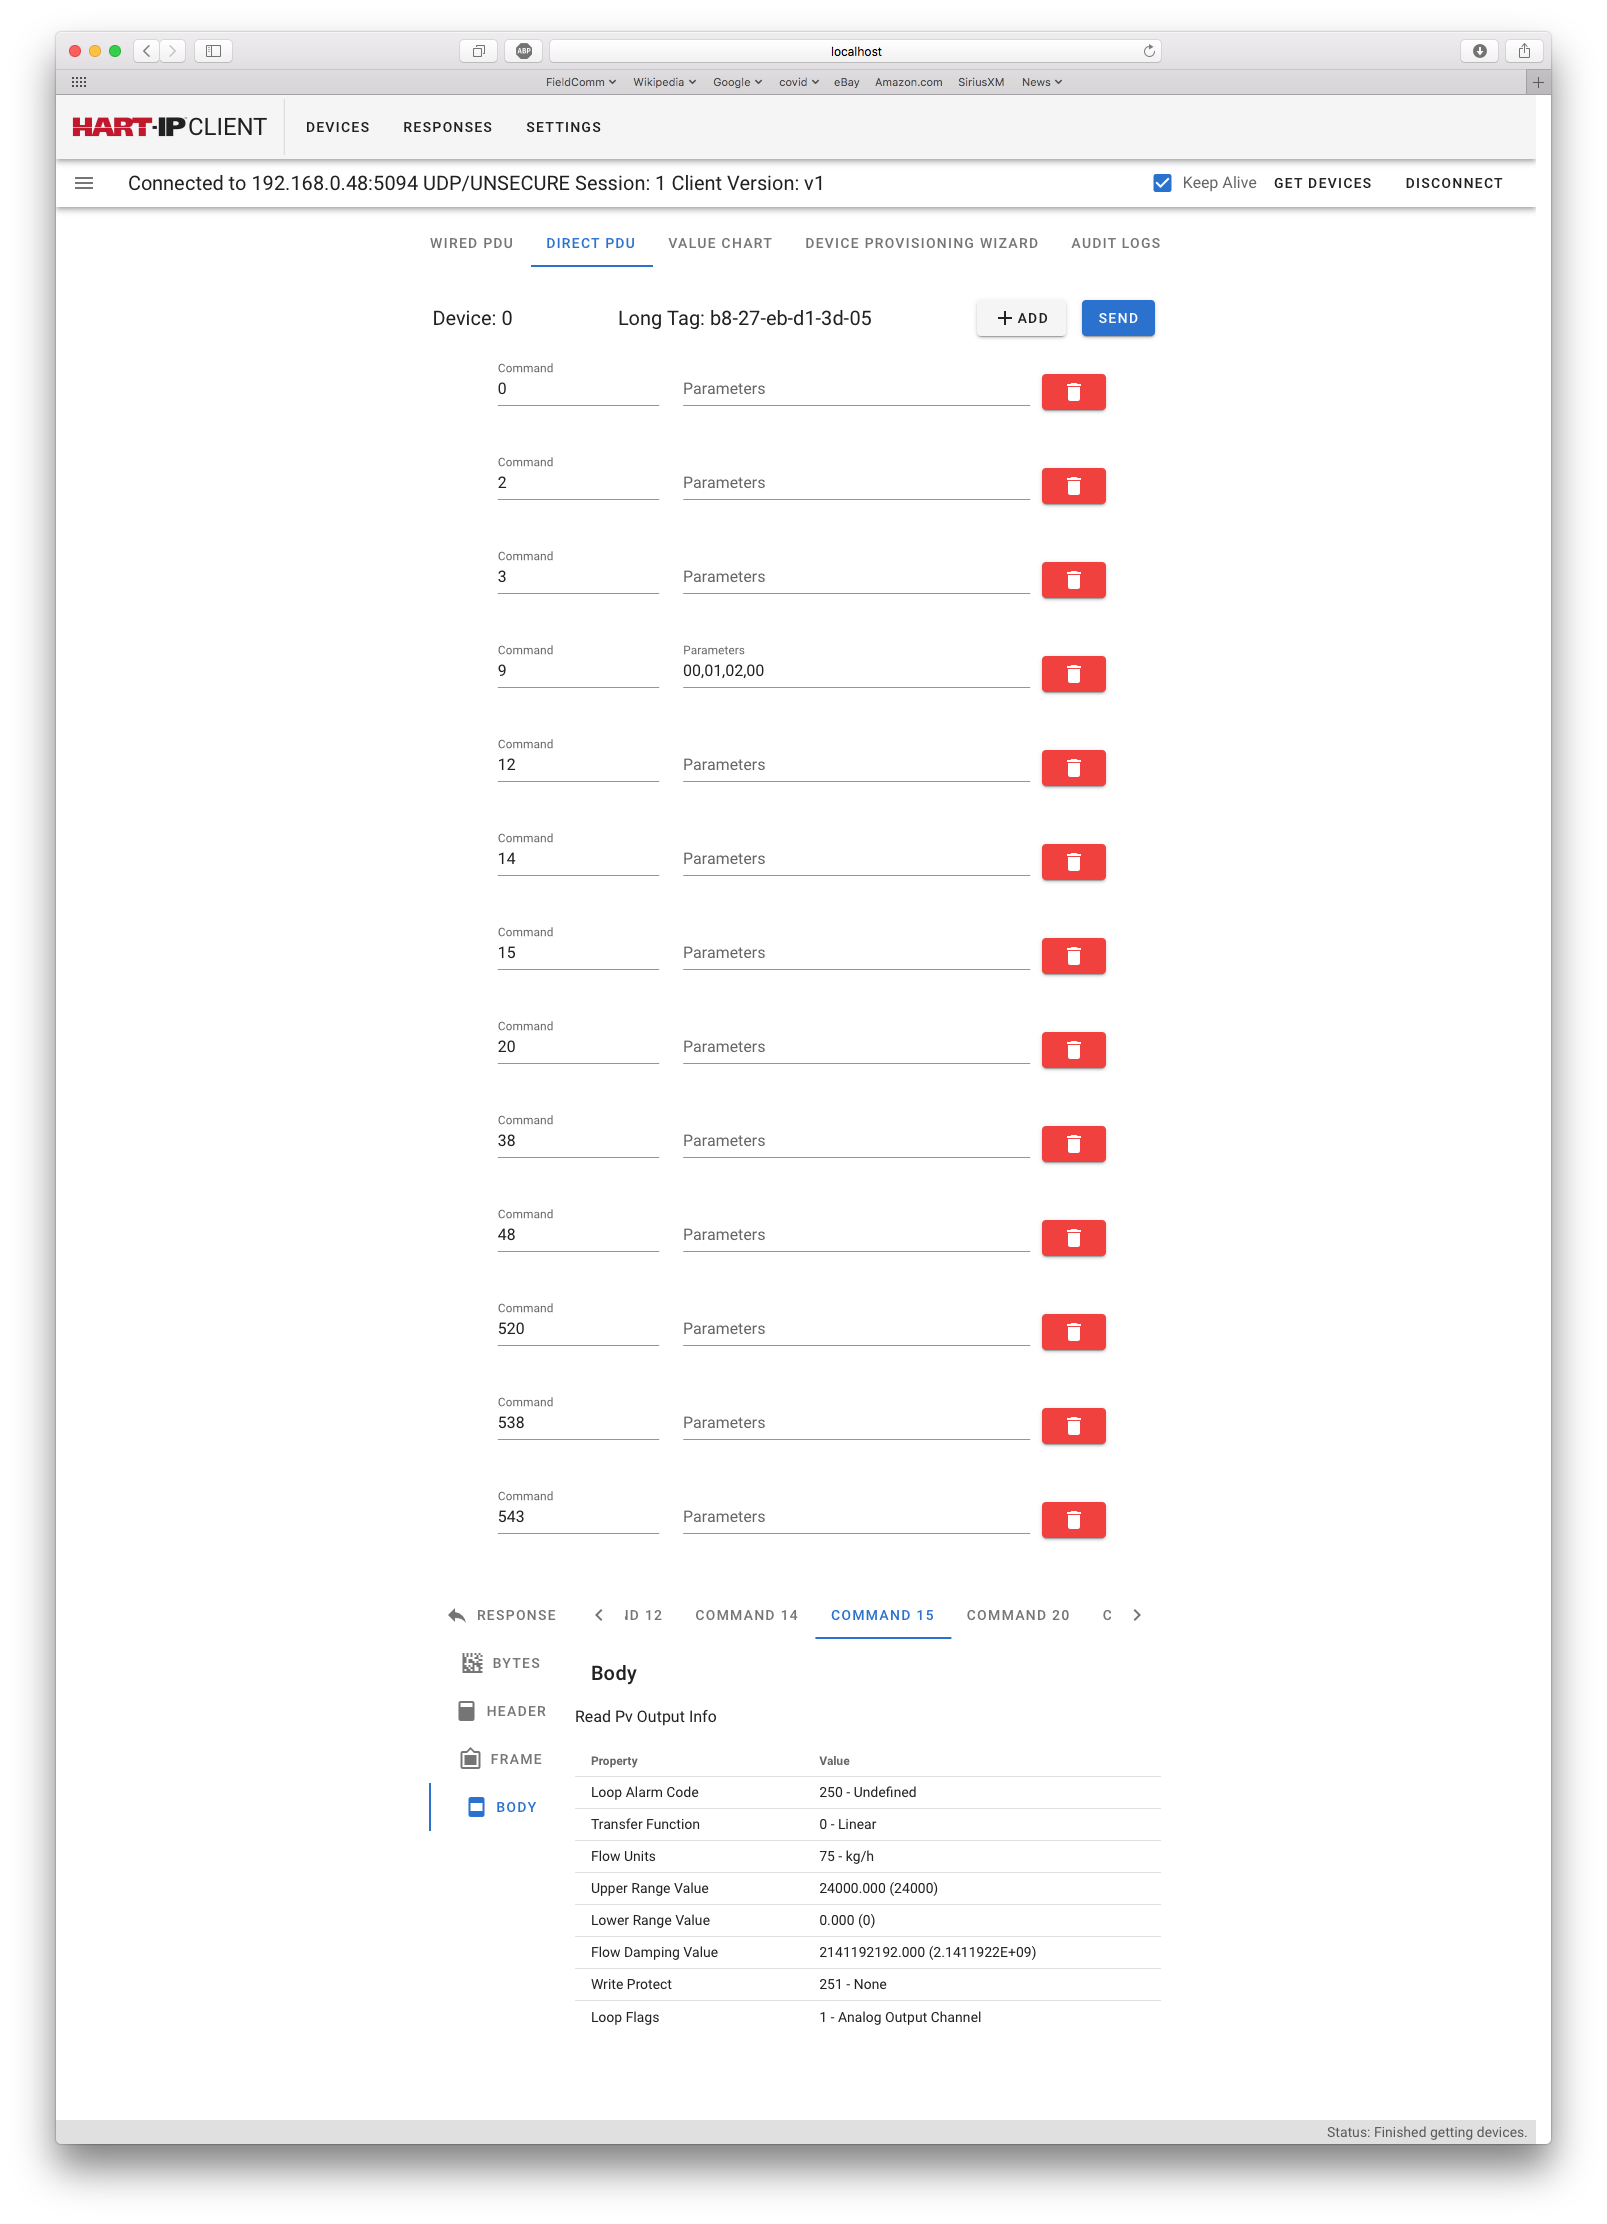 ABP
localhost
FieldComm Wikipedia Google covid eBay Amazon.com SiriusXM News
HART-IP CLIENT DEVICES RESPONSES SETTINGS
Connected to 192.168.0.48:5094 UDP/UNSECURE Session: 1 Client Version: v1 Keep Alive GET DEVICES DISCONNECT
WIRED PDU DIRECT PDU VALUE CHART DEVICE PROVISIONING WIZARD AUDIT LOGS
Device: 0 Long Tag: b8-27-eb-d1-3d-05 ADD SEND
Command
0 Parameters
Command
2 Parameters
Command
3 Parameters
Command Parameters
9 00,01,02,00
Command
12 Parameters
Command
14 Parameters
Command
15 Parameters
Command
20 Parameters
Command
38 Parameters
Command
48 Parameters
Command
520 Parameters
Command
538 Parameters
Command
543 Parameters
RESPONSE D 12 COMMAND 14 COMMAND 15 COMMAND 20 C
BYTES
Body
HEADER
Read Pv Output Info
FRAME
BODY
Property Value
Loop Alarm Code 250 - Undefined
Transfer Function 0 - Linear
Flow Units 75 - kg/h
Upper Range Value 24000.000 (24000)
Lower Range Value 0.000 (0)
Flow Damping Value 2141192192.000 (2.1411922E+09)
Write Protect 251 - None
Loop Flags 1 - Analog Output Channel
Status: Finished getting devices.